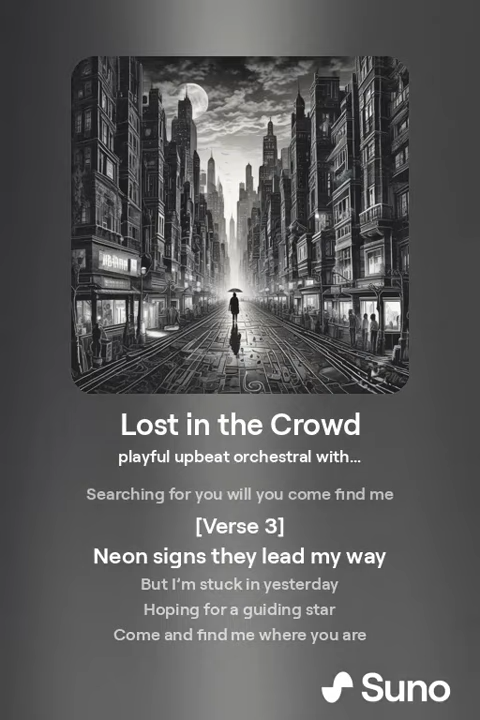 Lost in the Crowd
playful upbeat orchestral with...
Searching for you will you come find me
[Verse 3]
Neon signs they lead my way
But I'm stuck in yesterday
Hoping for a guiding star
Come and find me where you are
Suno